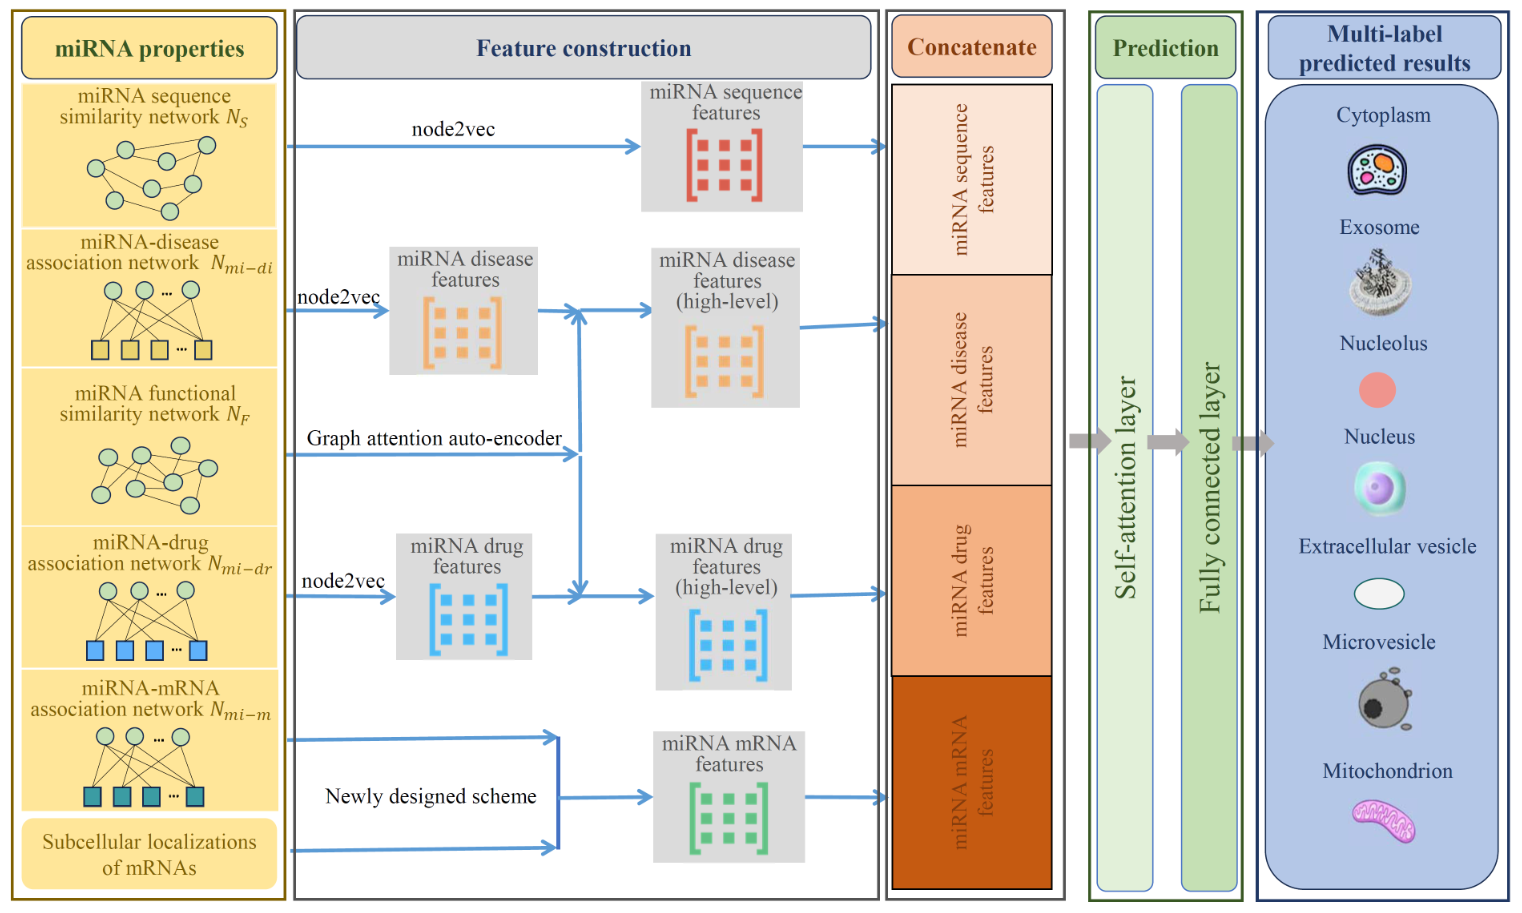 miRNA properties
miRNA sequence
similarity network N_S
miRNA-disease
association network N_{mi-di}
...
...
miRNA functional
similarity network N_F
miRNA-drug
association network N_{mi-dr}
...
...
miRNA-mRNA
association network N_{mi-m}
...
...
Subcellular localizations
of mRNAs
Feature construction
node2vec
miRNA sequence
features
node2vec
miRNA disease
features
miRNA disease
features
(high-level)
Graph attention auto-encoder
node2vec
miRNA drug
features
miRNA drug
features
(high-level)
Newly designed scheme
miRNA mRNA
features
Concatenate
miRNA sequence
features
miRNA disease
features
miRNA drug
features
miRNA mRNA
features
Prediction
Self-attention layer
Fully connected layer
Multi-label
predicted results
Cytoplasm
Exosome
Nucleolus
Nucleus
Extracellular vesicle
Microvesicle
Mitochondrion